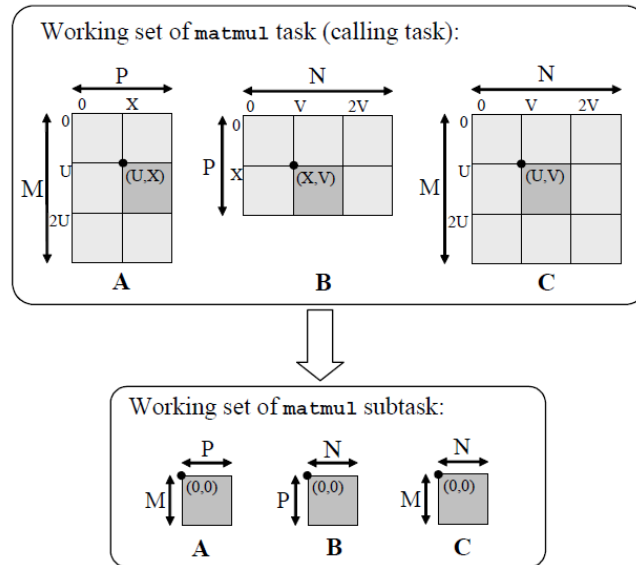 Working set of matmul task (calling task):
P
0 X
0
M
U
(U,X)
2U
A
N
0 V 2V
0
P
X
(X,V)
B
N
0 V 2V
0
M
U
(U,V)
2U
C
Working set of matmul subtask:
P
M
(0,0)
A
N
P
(0,0)
B
N
M
(0,0)
C